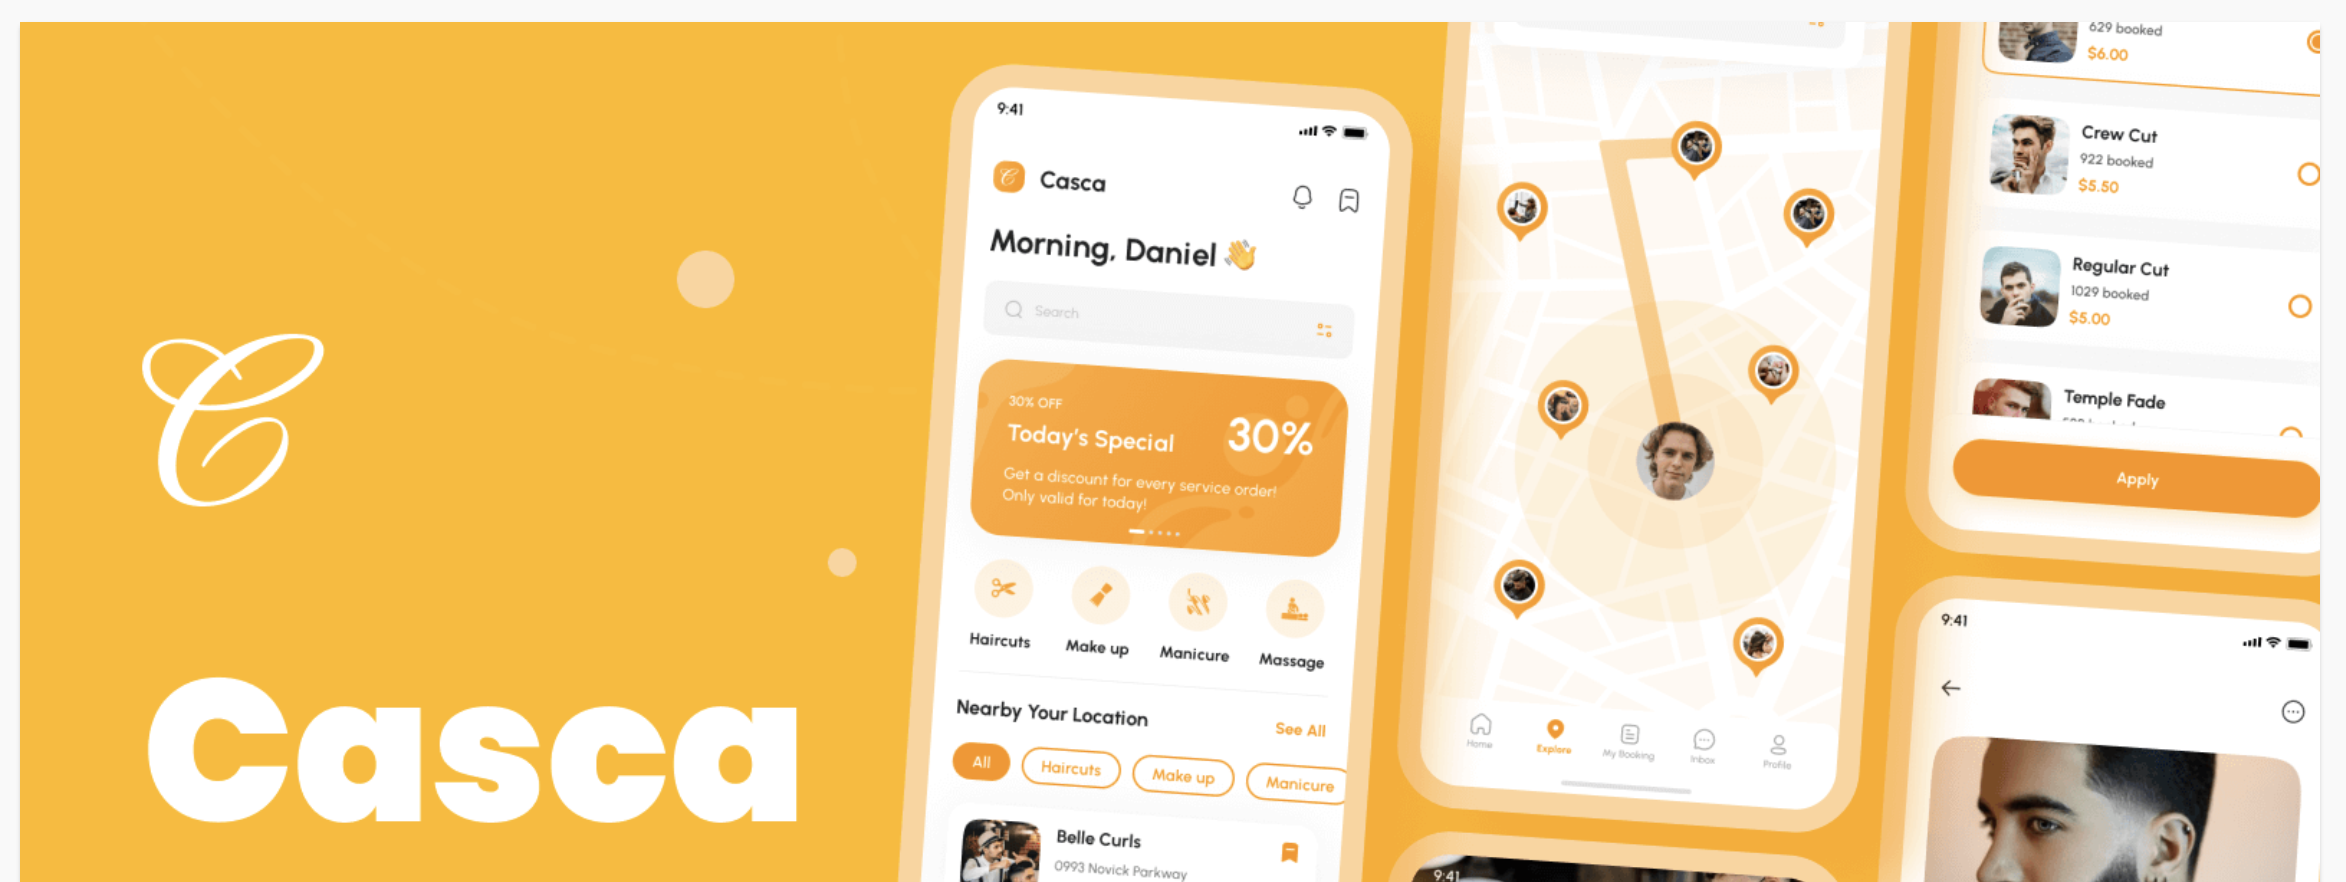 C
Casca
9:41
C
Casca
Morning, Daniel 👋
Search
30% OFF
Today's Special
30%
Get a discount for every service order!
Only valid for today!
Haircuts
Make up
Manicure
Massage
Nearby Your Location
See All
All
Haircuts
Make up
Manicure
Belle Curls
0993 Novick Parkway
Home
Explore
My Booking
Inbox
Profile
9:41
629 booked
$6.00
Crew Cut
922 booked
$5.50
Regular Cut
1029 booked
$5.00
Temple Fade
Apply
9:41